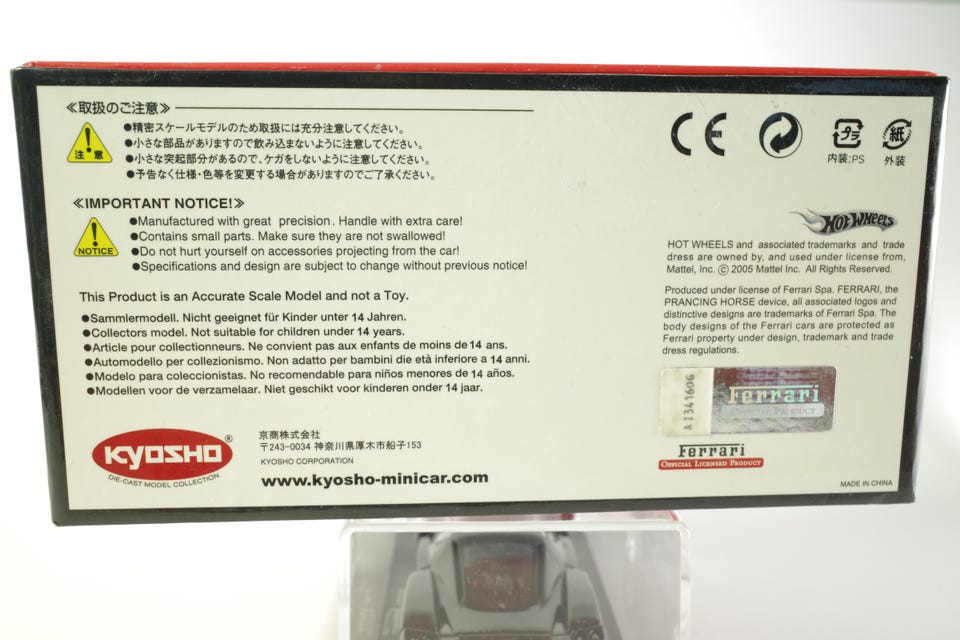 ≪取扱のご注意≫
注 意
●精密スケールモデルのため取扱には充分注意してください。
●小さな部品がありますので飲み込まないように注意してください。
●小さな突起部分があるので、ケガをしないように注意してください。
●予告なく仕様・色等を変更する場合がありますのでご了承ください。
≪IMPORTANT NOTICE!≫
NOTICE
●Manufactured with great precision. Handle with extra care!
●Contains small parts. Make sure they are not swallowed!
●Do not hurt yourself on accessories projecting from the car!
●Specifications and design are subject to change without previous notice!
This Product is an Accurate Scale Model and not a Toy.
●Sammlermodell. Nicht geeignet für Kinder unter 14 Jahren.
●Collectors model. Not suitable for children under 14 years.
●Article pour collectionneurs. Ne convient pas aux enfants de moins de 14 ans.
●Automodello per collezionismo. Non adatto per bambini die età inferiore a 14 anni.
●Modelo para coleccionistas. No recomendable para niños menores de 14 años.
●Modellen voor de verzamelaar. Niet geschikt voor kinderen onder 14 jaar.
KYOSHO®
DIE-CAST MODEL COLLECTION
京商株式会社
〒243-0034 神奈川県厚木市船子153
KYOSHO CORPORATION
www.kyosho-minicar.com
CE
プラ
紙
内装:PS
外装
HOT WHEELS
HOT WHEELS and associated trademarks and trade
dress are owned by, and used under license from,
Mattel, Inc. © 2005 Mattel Inc. All Rights Reserved.
Produced under license of Ferrari Spa. FERRARI, the
PRANCING HORSE device, all associated logos and
distinctive designs are trademarks of Ferrari Spa. The
body designs of the Ferrari cars are protected as
Ferrari property under design, trademark and trade
dress regulations.
AI34160G
Ferrari
OFFICIAL PRODUCT
Ferrari
OFFICIAL LICENSED PRODUCT
MADE IN CHINA